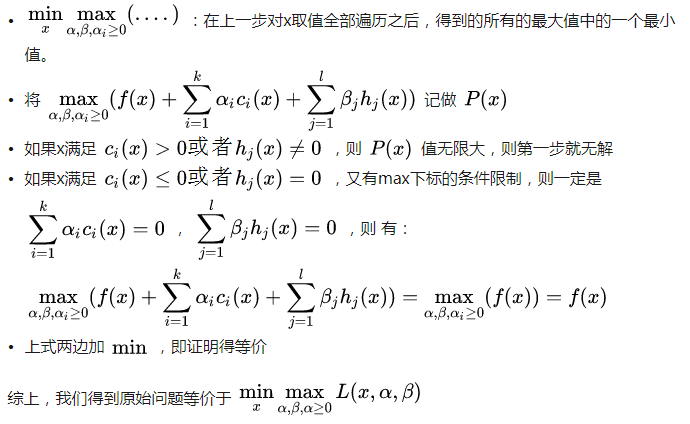 • $\min_{x} \max_{\alpha,\beta,\alpha_i \geq 0}(....)$ ：在上一步对x取值全部遍历之后，得到的所有的最大值中的一个最小
值。
• 将 $\max_{\alpha,\beta,\alpha_i \geq 0}(f(x)+\sum_{i=1}^{k}\alpha_i c_i(x)+\sum_{j=1}^{l}\beta_j h_j(x))$ 记做 $P(x)$
• 如果x满足 $c_i(x) > 0或者h_j(x) \neq 0$ ，则 $P(x)$ 值无限大，则第一步就无解
• 如果x满足 $c_i(x) \leq 0或者h_j(x) = 0$ ，又有max下标的条件限制，则一定是
$\sum_{i=1}^{k}\alpha_i c_i(x) = 0$ ， $\sum_{j=1}^{l}\beta_j h_j(x) = 0$ ，则 有：
$\max_{\alpha,\beta,\alpha_i \geq 0}(f(x)+\sum_{i=1}^{k}\alpha_i c_i(x)+\sum_{j=1}^{l}\beta_j h_j(x)) = \max_{\alpha,\beta,\alpha_i \geq 0}(f(x)) = f(x)$
• 上式两边加 $\min$ ，即证明得等价
综上，我们得到原始问题等价于 $\min_{x} \max_{\alpha,\beta,\alpha \geq 0} L(x,\alpha,\beta)$